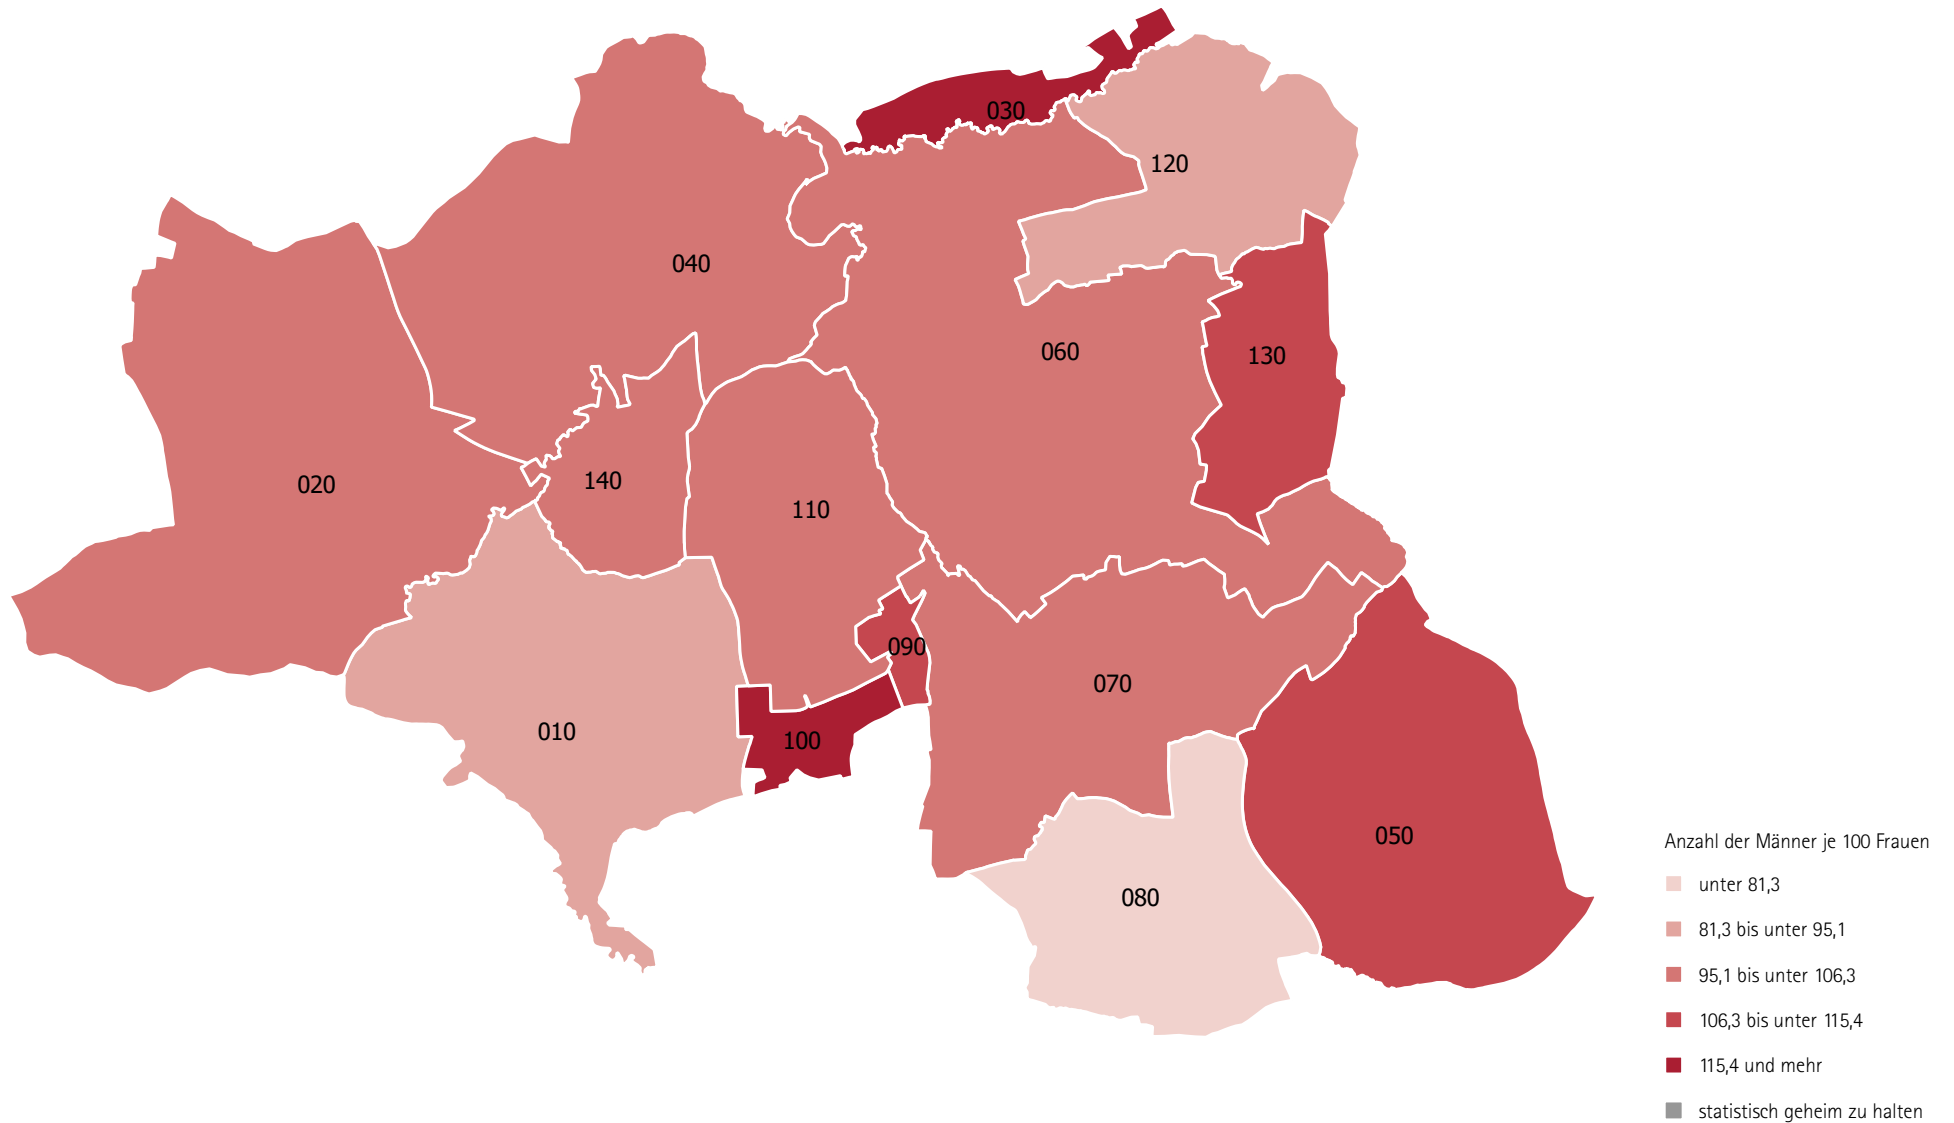 030
120
040
060
130
020
140
110
090
070
010
100
050
080
Anzahl der Männer je 100 Frauen
unter 81,3
81,3 bis unter 95,1
95,1 bis unter 106,3
106,3 bis unter 115,4
115,4 und mehr
statistisch geheim zu halten